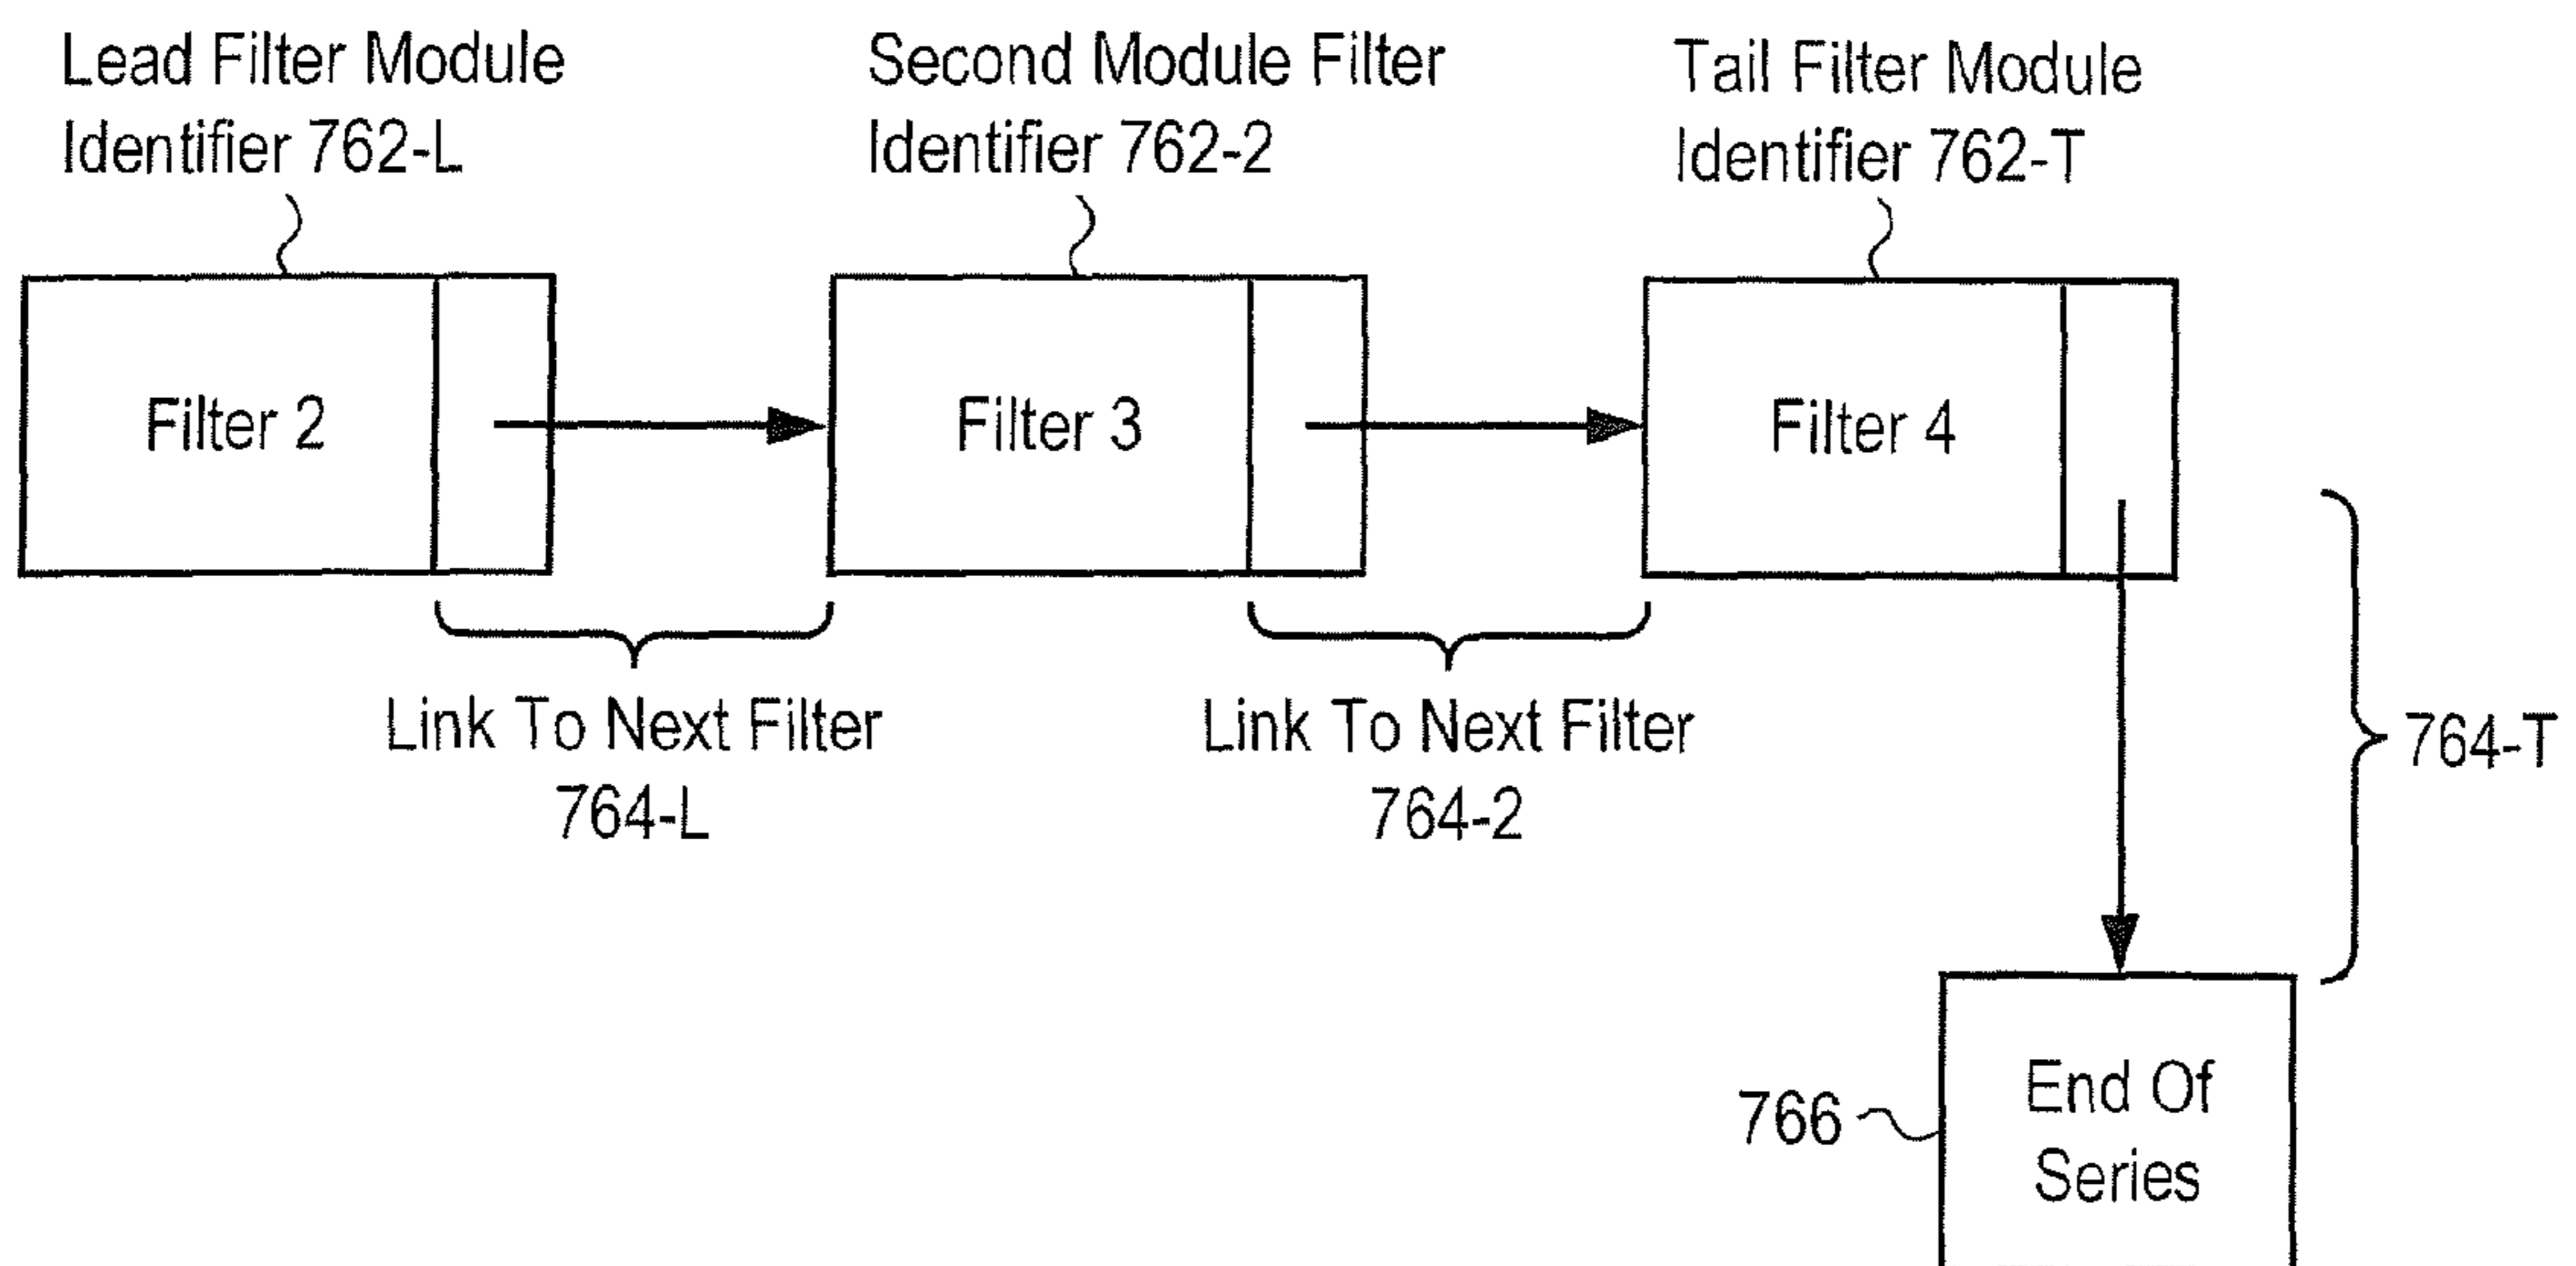 Lead Filter Module
Identifier 762-L
Second Module Filter
Identifier 762-2
Tail Filter Module
Identifier 762-T
Filter 2
Filter 3
Filter 4
Link To Next Filter
764-L
Link To Next Filter
764-2
764-T
766
End Of
Series